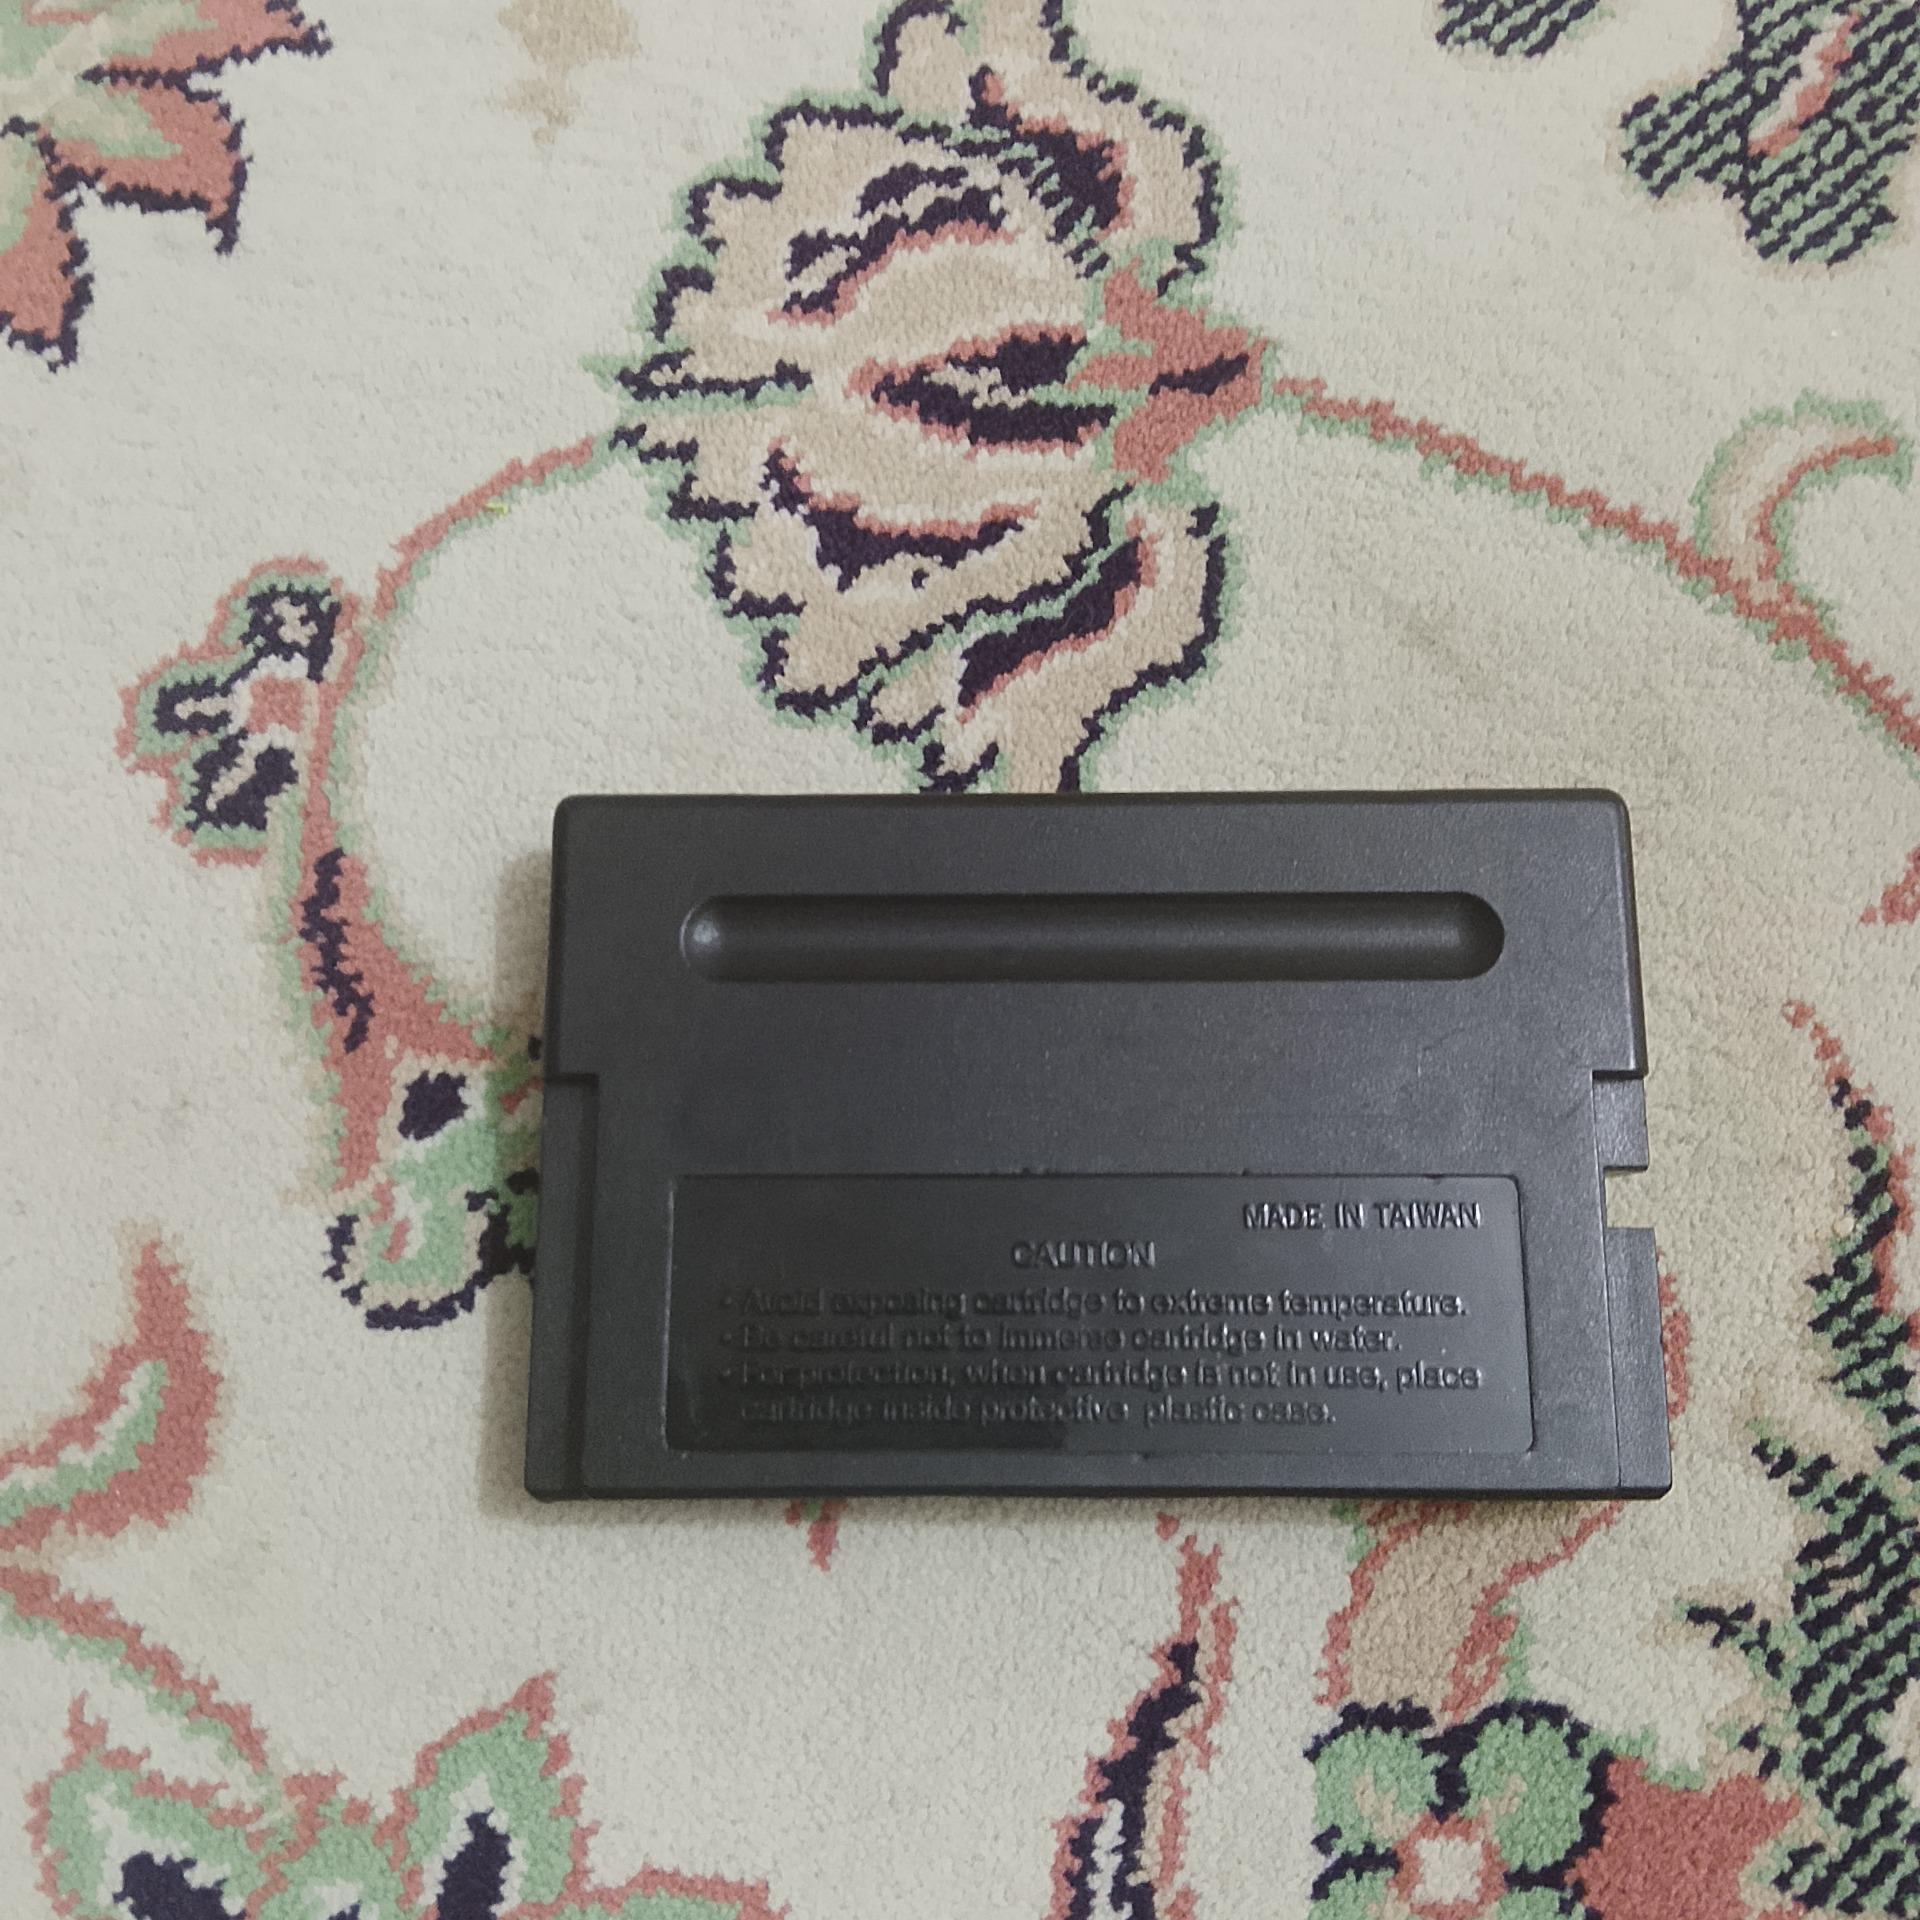 MADE IN TAIWAN
CAUTION
• Avoid exposing cartridge to extreme temperature.
• Be careful not to immerse cartridge in water.
• For protection, when cartridge is not in use, place
cartridge inside protective plastic case.